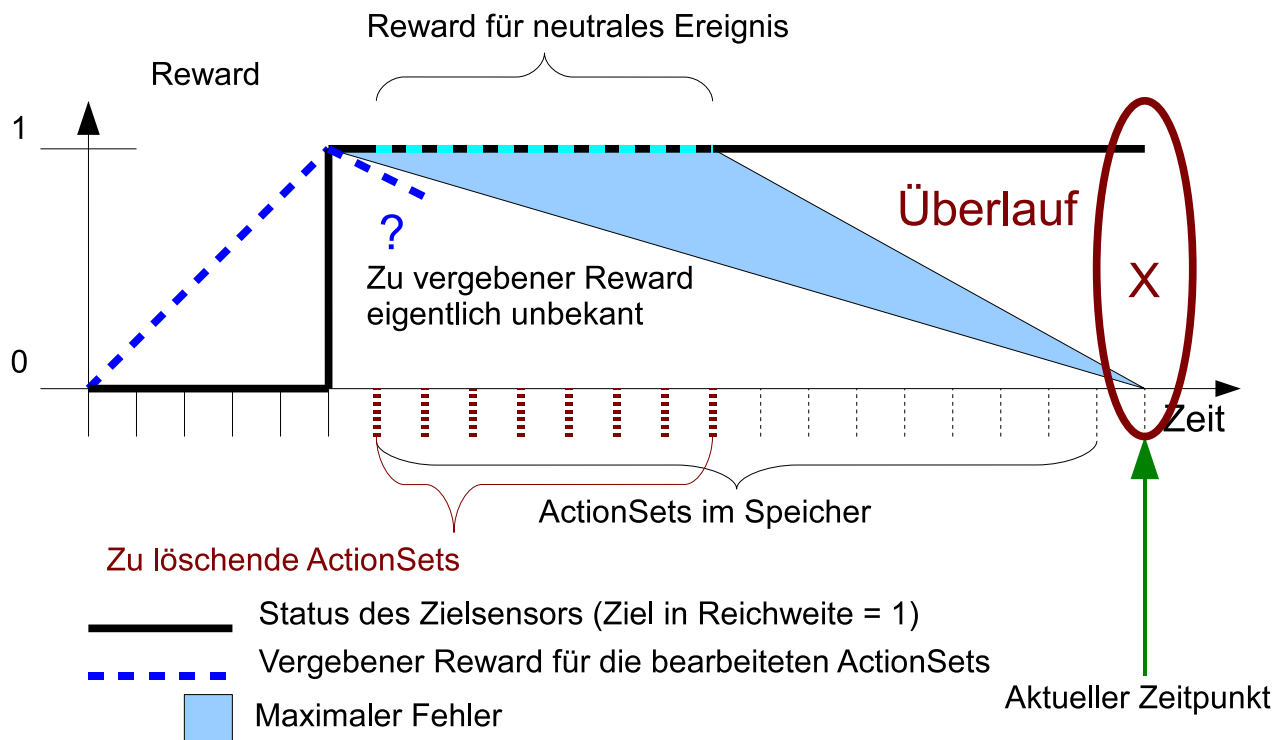 Reward für neutrales Ereignis
Reward
1
Überlauf
?
X
Zu vergebener Reward
eigentlich unbekant
0
Zeit
ActionSets im Speicher
Zu löschende ActionSets
Status des Zielsensors (Ziel in Reichweite = 1)
Vergebener Reward für die bearbeiteten ActionSets
Aktueller Zeitpunkt
Maximaler Fehler